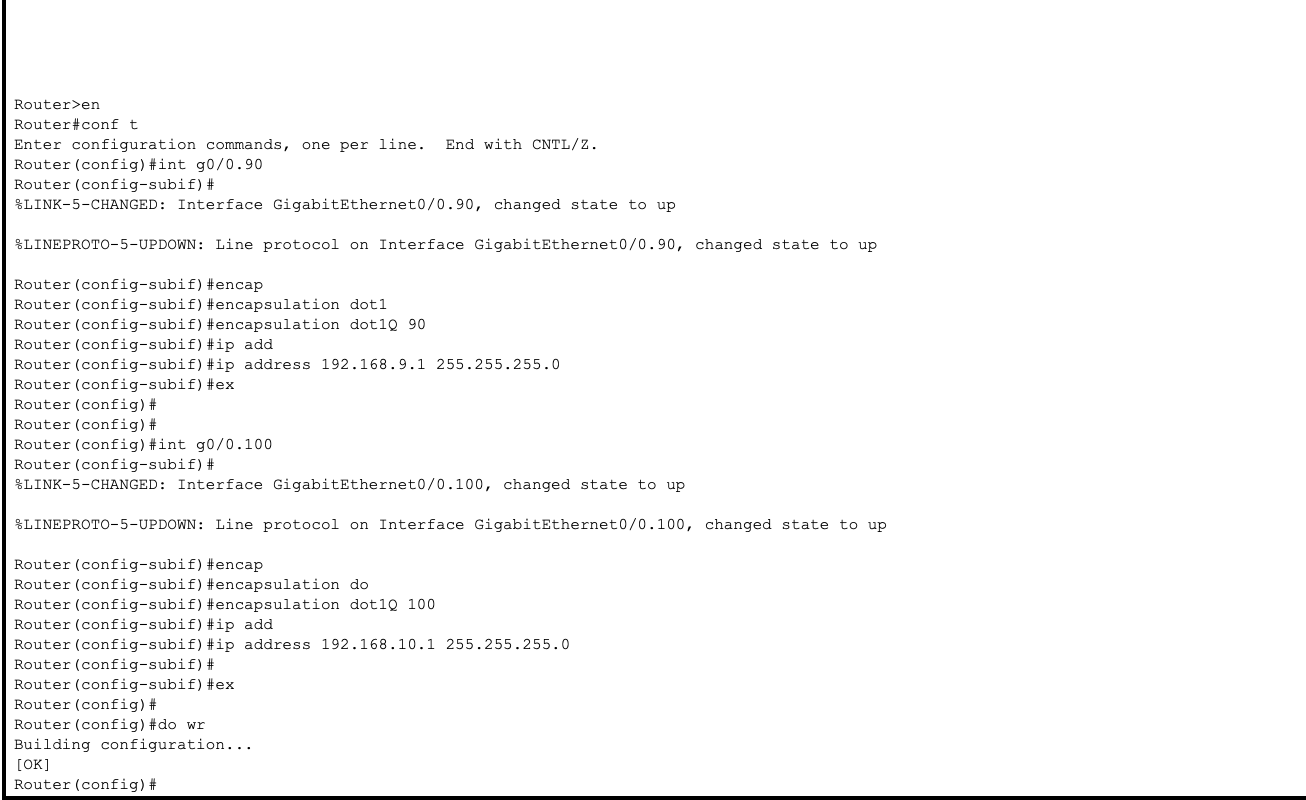 Router>en
Router#conf t
Enter configuration commands, one per line.  End with CNTL/Z.
Router(config)#int g0/0.90
Router(config-subif)#
%LINK-5-CHANGED: Interface GigabitEthernet0/0.90, changed state to up
%LINEPROTO-5-UPDOWN: Line protocol on Interface GigabitEthernet0/0.90, changed state to up
Router(config-subif)#encap
Router(config-subif)#encapsulation dot1
Router(config-subif)#encapsulation dot1Q 90
Router(config-subif)#ip add
Router(config-subif)#ip address 192.168.9.1 255.255.255.0
Router(config-subif)#ex
Router(config)#
Router(config)#
Router(config)#int g0/0.100
Router(config-subif)#
%LINK-5-CHANGED: Interface GigabitEthernet0/0.100, changed state to up
%LINEPROTO-5-UPDOWN: Line protocol on Interface GigabitEthernet0/0.100, changed state to up
Router(config-subif)#encap
Router(config-subif)#encapsulation do
Router(config-subif)#encapsulation dot1Q 100
Router(config-subif)#ip add
Router(config-subif)#ip address 192.168.10.1 255.255.255.0
Router(config-subif)#
Router(config-subif)#ex
Router(config)#
Router(config)#do wr
Building configuration...
[OK]
Router(config)#